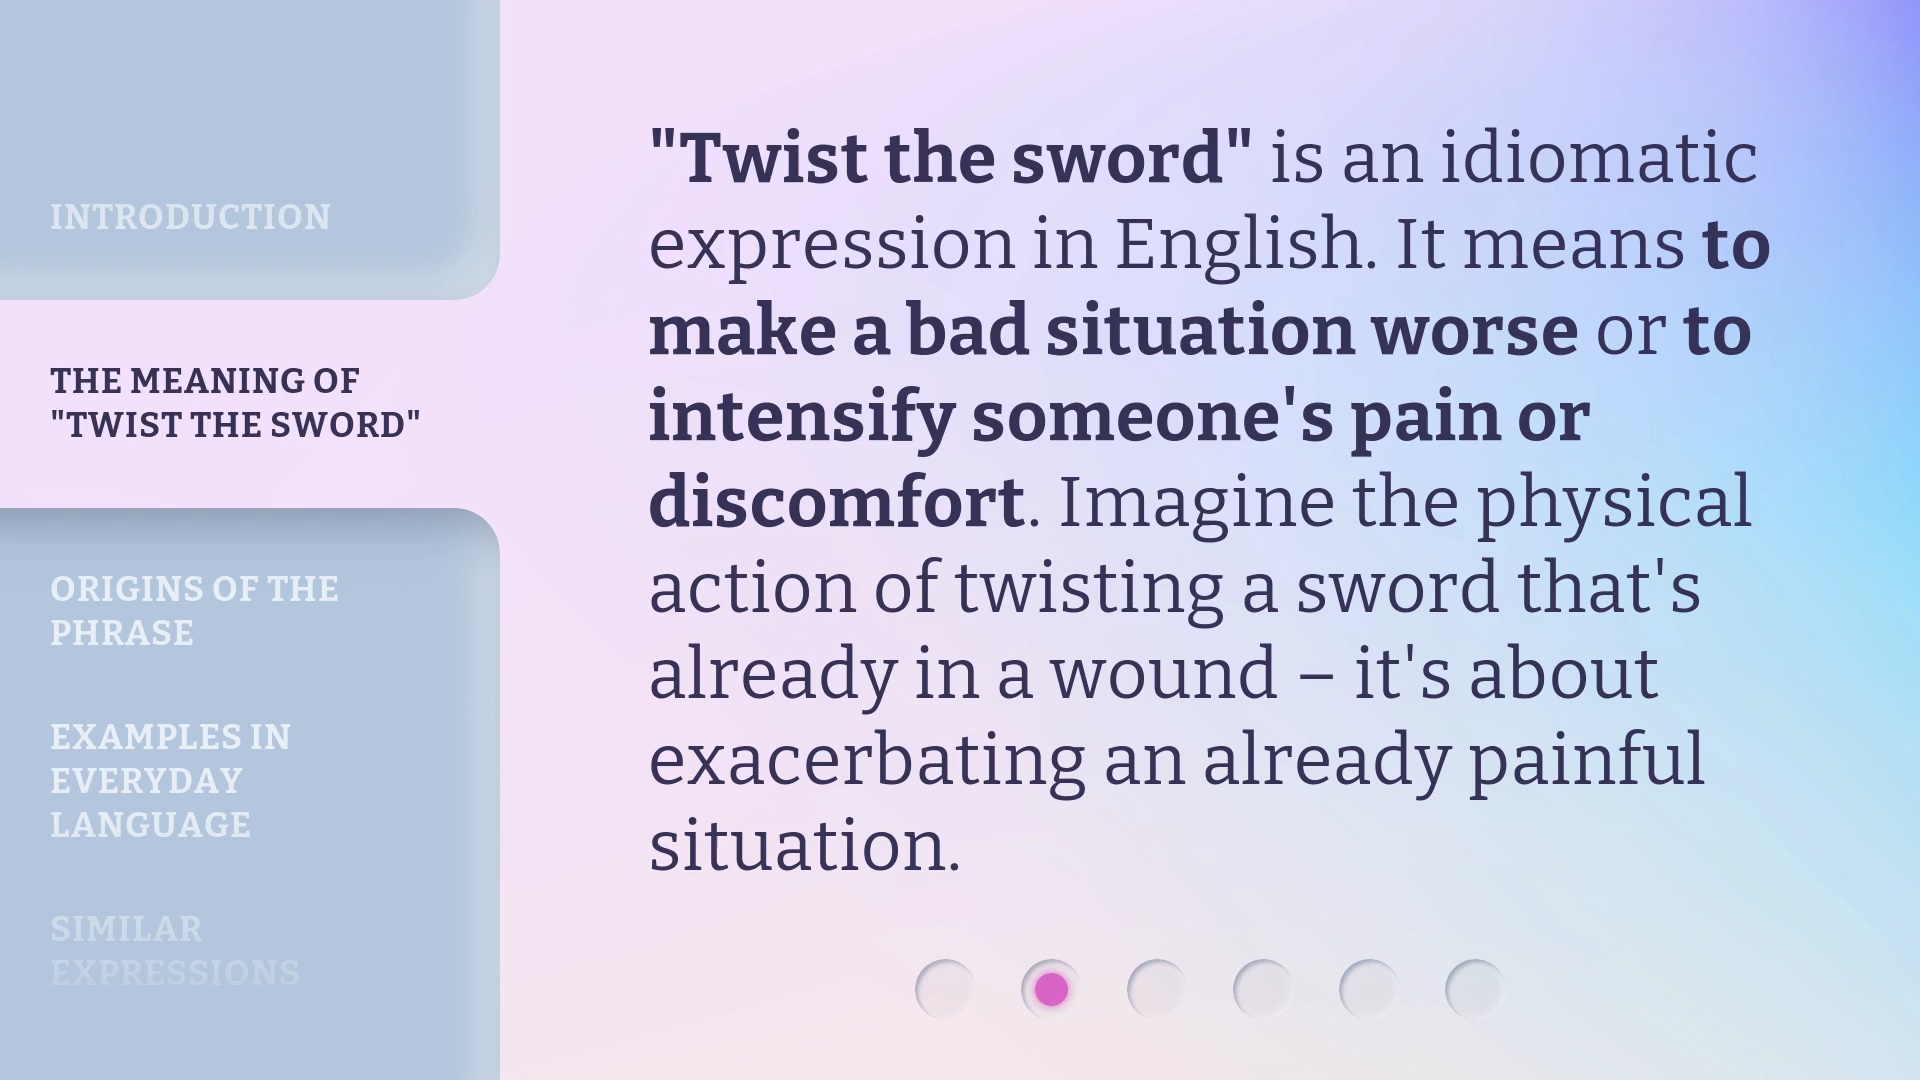 INTRODUCTION
THE MEANING OF
"TWIST THE SWORD"
ORIGINS OF THE
PHRASE
EXAMPLES IN
EVERYDAY
LANGUAGE
SIMILAR
EXPRESSIONS
"Twist the sword" is an idiomatic
expression in English. It means to
make a bad situation worse or to
intensify someone's pain or
discomfort. Imagine the physical
action of twisting a sword that's
already in a wound – it's about
exacerbating an already painful
situation.